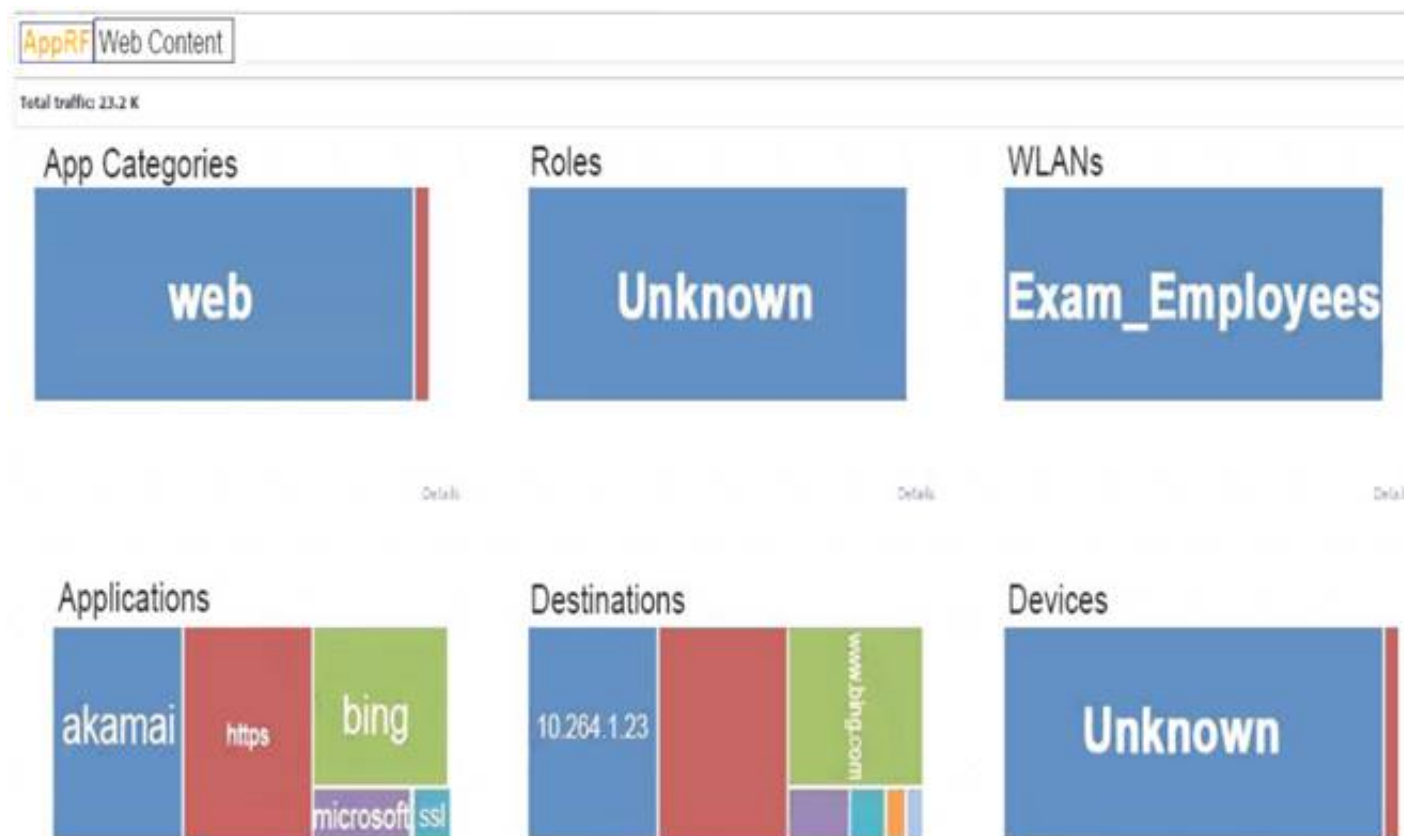 AppRF Web Content
Total traffic: 23.2 K
App Categories
Roles
WLANs
web
Unknown
Exam_Employees
Details
Details
Detail
Applications
Destinations
Devices
akamai
https
bing
microsoft
ssl
10.264.1.23
www.bing.com
Unknown